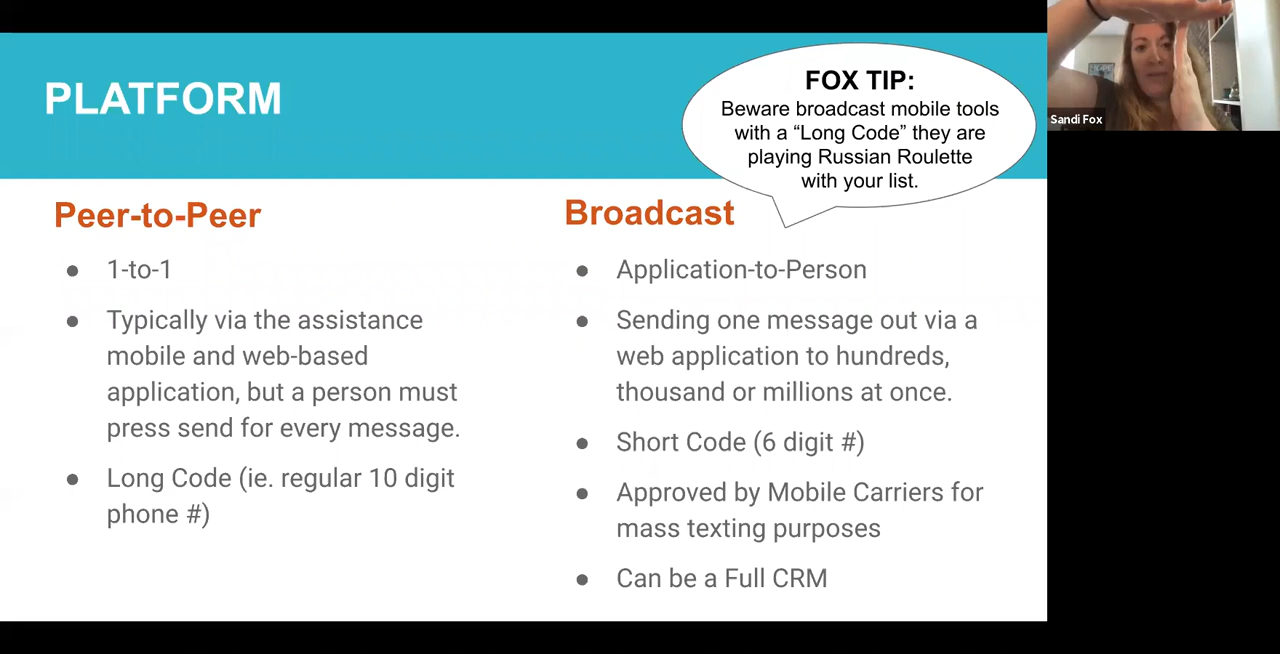 PLATFORM
FOX TIP:
Beware broadcast mobile tools
with a “Long Code” they are
playing Russian Roulette
with your list.
Sandi Fox
Peer-to-Peer
● 1-to-1
● Typically via the assistance
mobile and web-based
application, but a person must
press send for every message.
● Long Code (ie. regular 10 digit
phone #)
Broadcast
● Application-to-Person
● Sending one message out via a
web application to hundreds,
thousand or millions at once.
● Short Code (6 digit #)
● Approved by Mobile Carriers for
mass texting purposes
● Can be a Full CRM